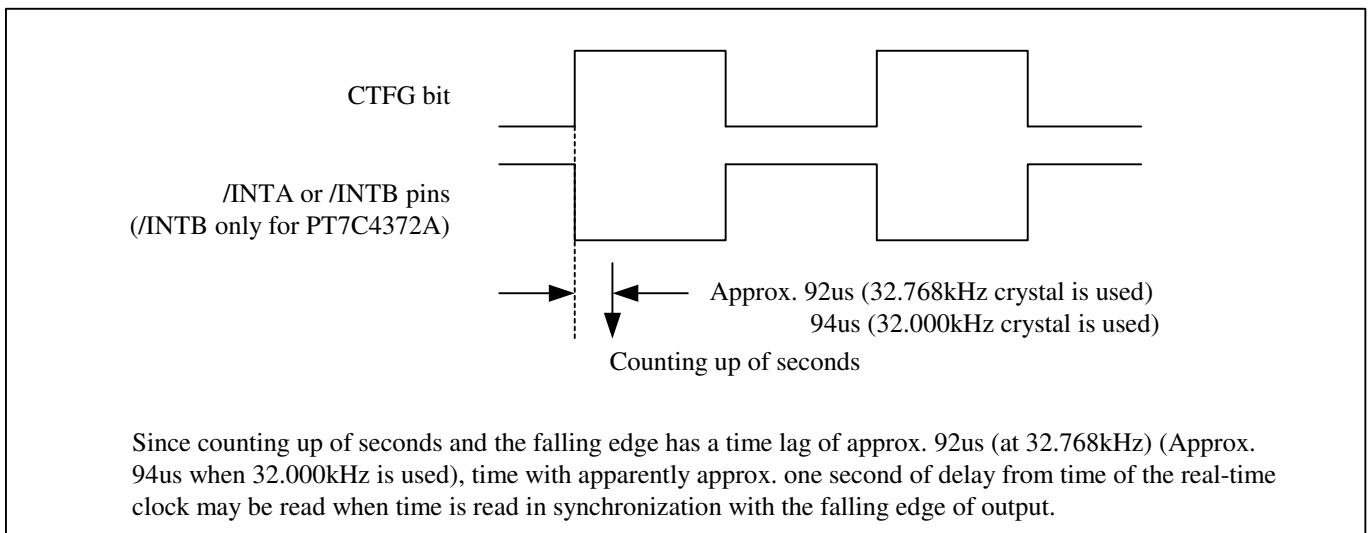 CTFG bit
/INTA or /INTB pins
(/INTB only for PT7C4372A)
Approx. 92us (32.768kHz crystal is used)
94us (32.000kHz crystal is used)
Counting up of seconds
Since counting up of seconds and the falling edge has a time lag of approx. 92us (at 32.768kHz) (Approx.
94us when 32.000kHz is used), time with apparently approx. one second of delay from time of the real-time
clock may be read when time is read in synchronization with the falling edge of output.